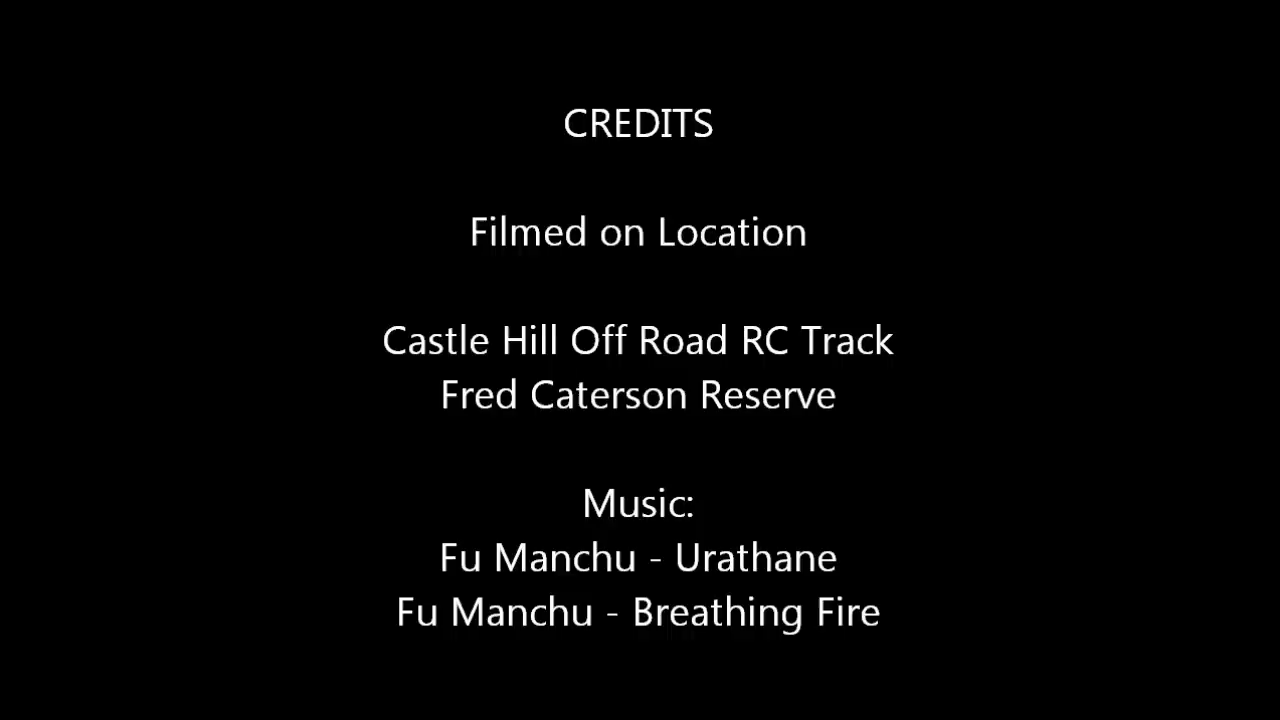 CREDITS
Filmed on Location
Castle Hill Off Road RC Track
Fred Caterson Reserve
Music:
Fu Manchu - Urathane
Fu Manchu - Breathing Fire